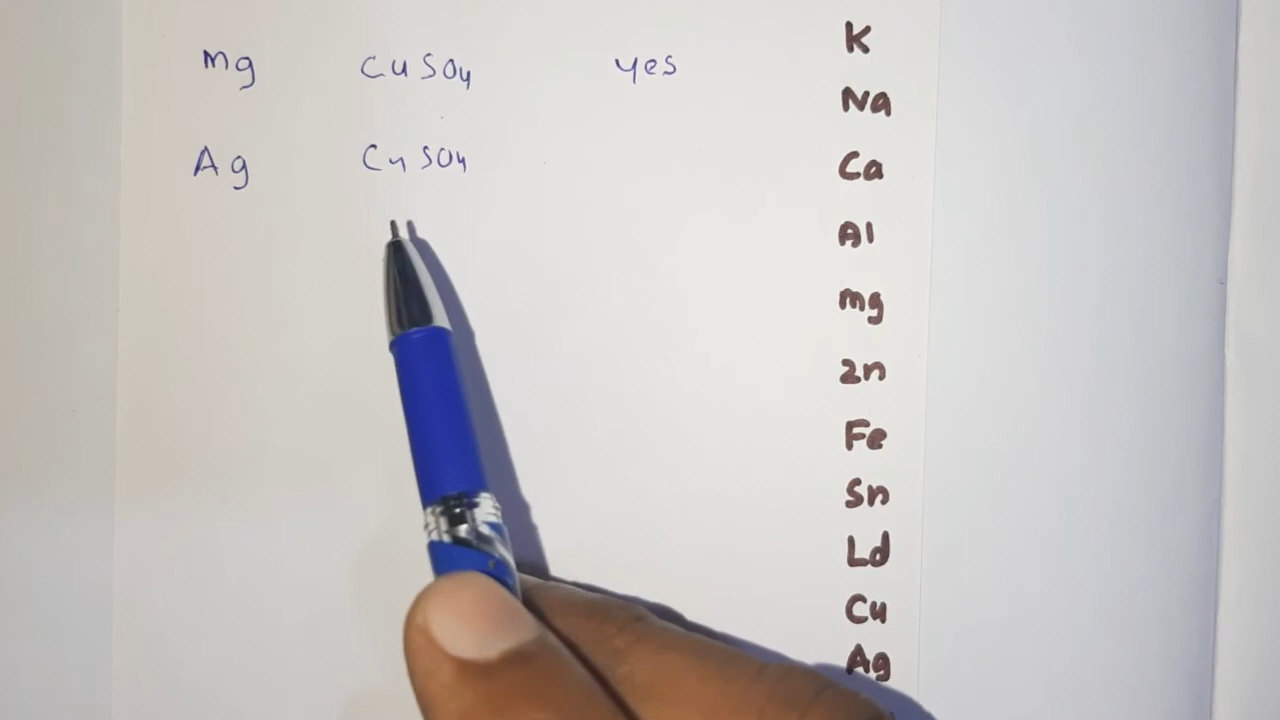 Mg CuSO4 yes
Ag CuSO4
K
Na
Ca
Al
Mg
Zn
Fe
Sn
Ld
Cu
Ag